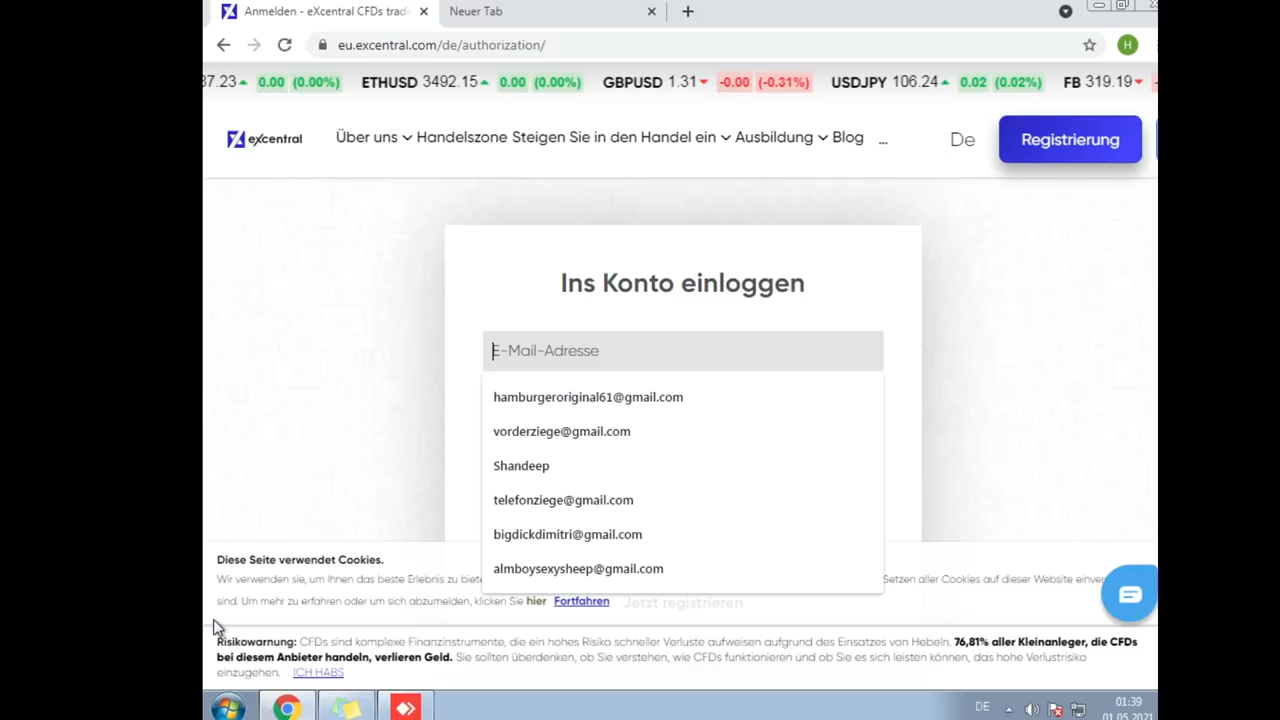 Anmelden - eXcentral CFDs trad
Neuer Tab
H
eu.excentral.com/de/authorization/
37.23 0.00 (0.00%) ETHUSD 3492.15 0.00 (0.00%) GBPUSD 1.31 -0.00 (-0.31%) USDJPY 106.24 0.02 (0.02%) FB 319.19
excentral Über uns Handelszone Steigen Sie in den Handel ein Ausbildung Blog ... De Registrierung
Ins Konto einloggen
E-Mail-Adresse
hamburgeroriginal61@gmail.com
vorderziege@gmail.com
Shandeep
telefonziege@gmail.com
bigdickdimitri@gmail.com
almboysexysheep@gmail.com
Diese Seite verwendet Cookies.
Wir verwenden sie, um Ihnen das beste Erlebnis zu biete Setzen aller Cookies auf dieser Website einver
sind. Um mehr zu erfahren oder um sich abzumelden, klicken Sie hier Fortfahren
Jetzt registrieren
Risikowarnung: CFDs sind komplexe Finanzinstrumente, die ein hohes Risiko schneller Verluste aufweisen aufgrund des Einsatzes von Hebeln. 76,81% aller Kleinanleger, die CFDs
bei diesem Anbieter handeln, verlieren Geld. Sie sollten überdenken, ob Sie verstehen, wie CFDs funktionieren und ob Sie es sich leisten können, das hohe Verlustrisiko
einzugehen. ICH HABS
DE
01:39
01.05.2021